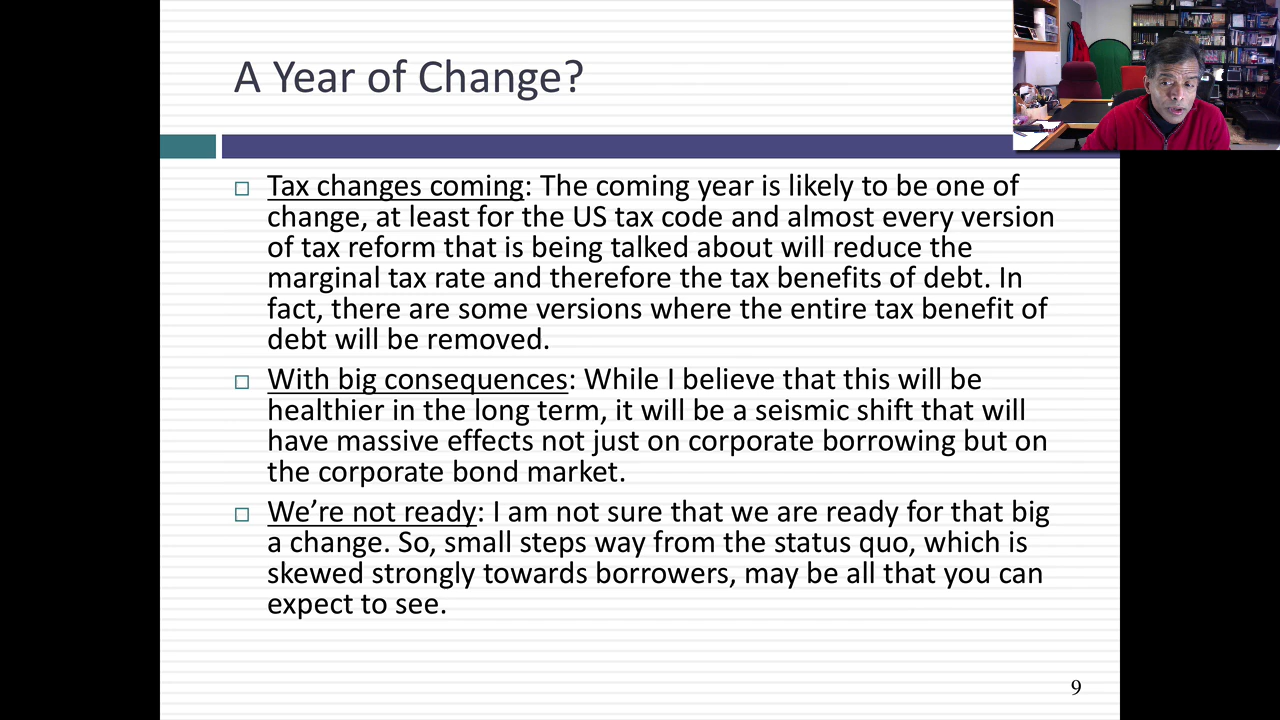 A Year of Change?
Tax changes coming: The coming year is likely to be one of
change, at least for the US tax code and almost every version
of tax reform that is being talked about will reduce the
marginal tax rate and therefore the tax benefits of debt. In
fact, there are some versions where the entire tax benefit of
debt will be removed.
With big consequences: While I believe that this will be
healthier in the long term, it will be a seismic shift that will
have massive effects not just on corporate borrowing but on
the corporate bond market.
We’re not ready: I am not sure that we are ready for that big
a change. So, small steps way from the status quo, which is
skewed strongly towards borrowers, may be all that you can
expect to see.
9